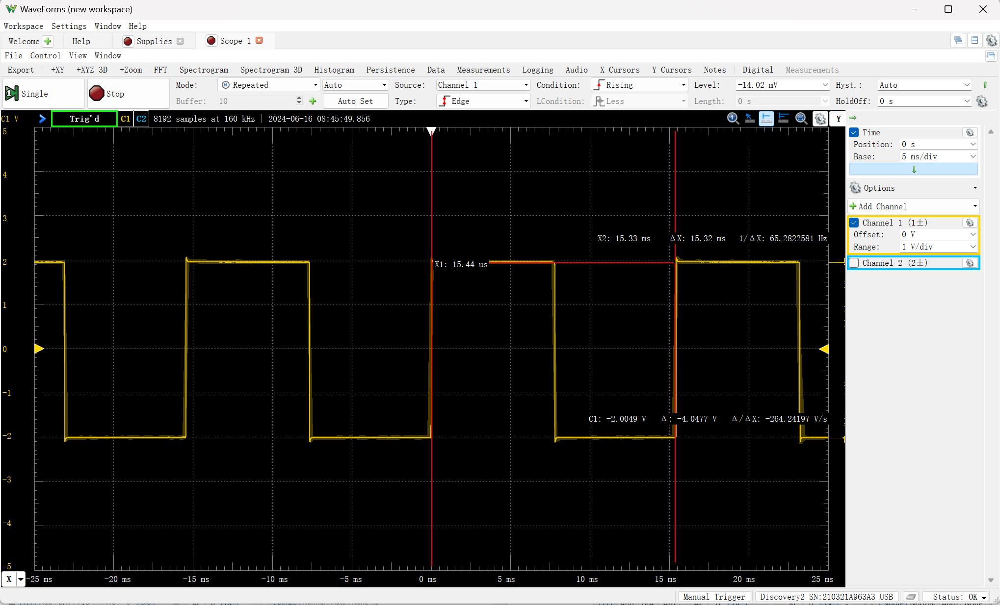 WaveForms (new workspace)
Workspace Settings Window Help
Welcome Help Supplies Scope 1
File Control View Window
Export +XY +XYZ 3D +Zoom FFT Spectrogram Spectrogram 3D Histogram Persistence Data Measurements Logging Audio X Cursors Y Cursors Notes Digital Measurements
Single Stop Mode: Repeated Auto Source: Channel 1 Condition: Rising Level: -14.02 mV Hyst.: Auto
Buffer: 10 Auto Set Type: Edge LCondition: Less Length: 0 s HoldOff: 0 s
C1 V Trig'd C1 C2 8192 samples at 160 kHz | 2024-06-16 08:45:49.856 Y
5
4
3
2
1
0
-1
-2
-3
-4
-5
X2: 15.33 ms ΔX: 15.32 ms 1/ΔX: 65.2822581 Hz
X1: 15.44 us
C1: -2.0049 V Δ: -4.0477 V Δ/ΔX: -264.24197 V/s
X -25 ms -20 ms -15 ms -10 ms -5 ms 0 ms 5 ms 10 ms 15 ms 20 ms 25 ms
Time
Position: 0 s
Base: 5 ms/div
Options
Add Channel
Channel 1 (1±)
Offset: 0 V
Range: 1 V/div
Channel 2 (2±)
Manual Trigger Discovery2 SN:210321A963A3 USB Status: OK